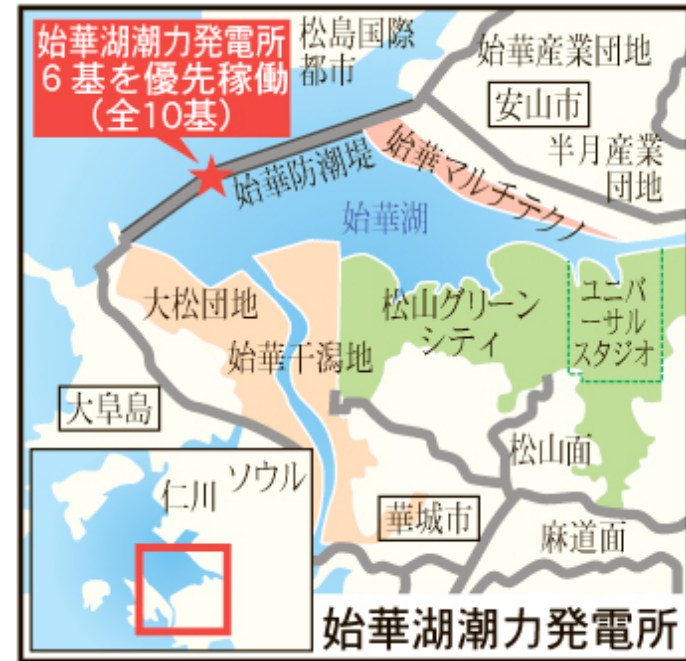 始華湖潮力発電所
6基を優先稼働
(全10基)
松島国際
都市
始華産業団地
安山市
半月産業
団地
始華防潮堤
始華マルチテクノ
始華湖
大松団地
始華干潟地
松山グリーン
シティ
ユニバ
ーサル
スタジオ
大阜島
松山面
華城市
麻道面
仁川
ソウル
始華湖潮力発電所